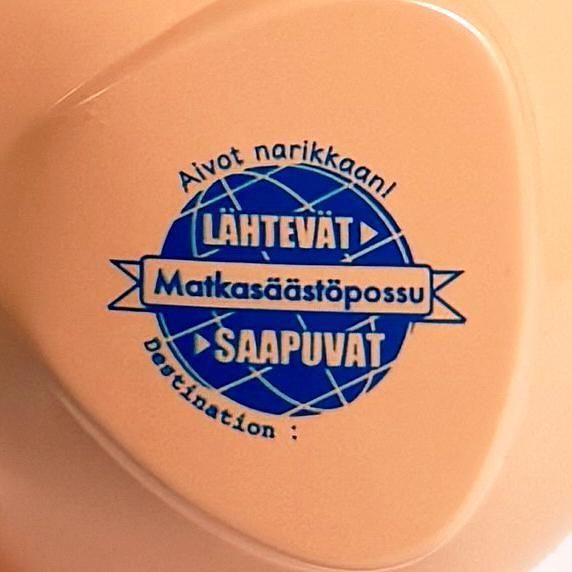 Aivot narikkaan!
LÄHTEVÄT
Matkasäästöpossu
SAAPUVAT
Destination :